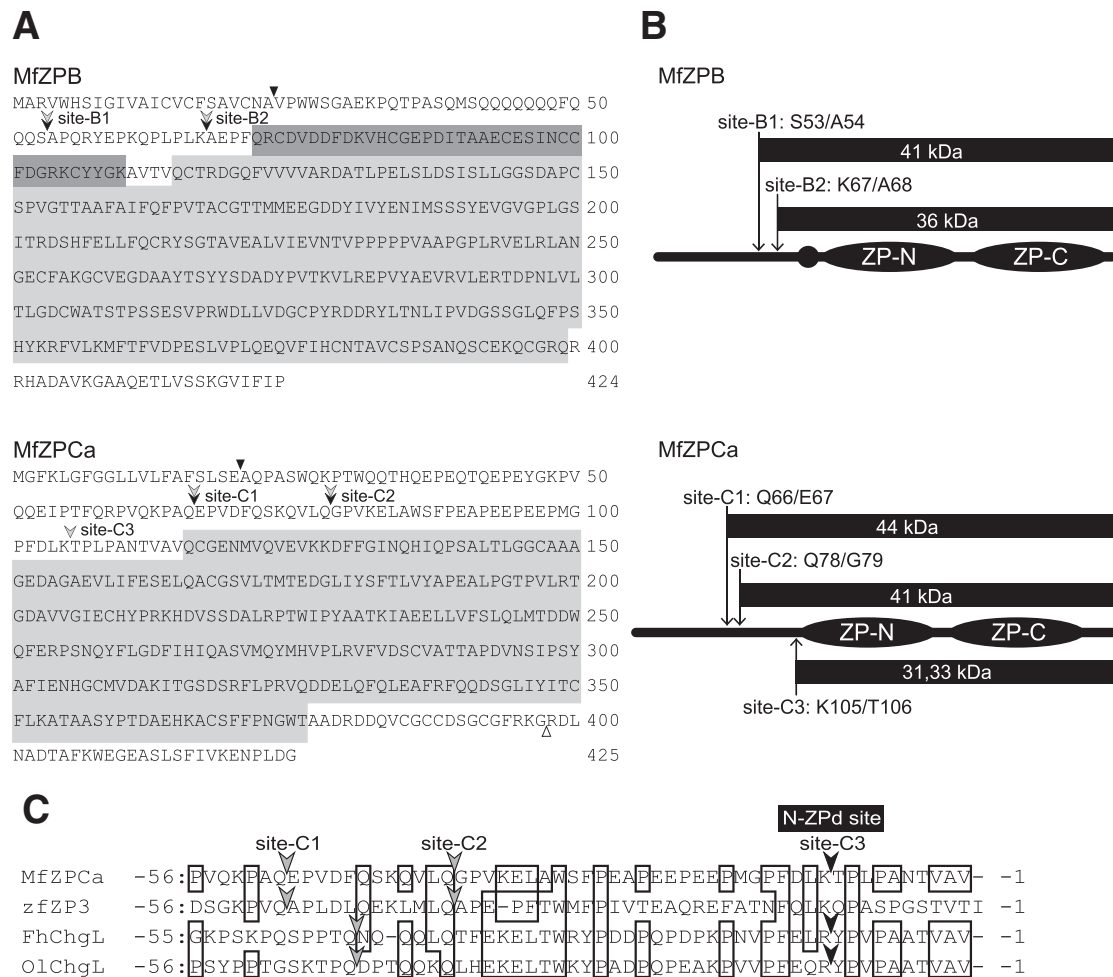 A
MfZPB
MARVWHSIGIVAICVCFSAVCNAVPWWSGAEKPQTPASQMSQQQQQQQFQ 50
site-B1 site-B2
QQSAPQRYEPKQPLPLKAEPFQRCDVDDFDKVHCGEPDITAAECESINCC 100
FDGRKCYYGKAVTVQCTRDGQFVVVVARDATLPELSLDSISLLGGSDAPC 150
SPVGTTAAFAIFQFPVTACGTTMMEEGDDYIVYENIMSSSYEVGVGPLGS 200
ITRDSHFELLFQCRYSGTAVEALVIEVNTVPPPPPVAAPGPLRVELRLAN 250
GECFAKGCVEGDAAYTSYYSDADYPVTKVLREPVYAEVRVLERTDPNLVL 300
TLGDCWATSTPSSESVPRWDLLVDGCPYRDDRYLTNLIPVDGSSGLQFPS 350
HYKRFVLKMFTFVDPESLVPLQEQVFIHCNTAVCSPSANQSCEKQCGRQR 400
RHADAVKGAAQETLVSSKGVIFIP 424
MfZPCa
MGFKLGFGGLLVLFAFSLSEAQPASWQKPTWQQTHQEPEQTQEPEYGKPV 50
site-C1 site-C2
QQEIPTFQRPVQKPAQEPVDFQSKQVLQGPVKELAWSFPEAPEEPEEPMG 100
site-C3
PFDLKTPLPANTVAVQCGENMVQVEVKKDFFGINQHIQPSALTLGGCAAA 150
GEDAGAEVLIFESELQACGSVLTMTEDGLIYSFTLVYAPEALPGTPVLRT 200
GDAVVGIECHYPRKHDVSSDALRPTWIPYAATKIAEELLVFSLQLMTDDW 250
QFERPSNQYFLGDFIHIQASVMQYMHVPLRVFVDSCVATTAPDVNSIPSY 300
AFIENHGCMVDAKITGSDSRFLPRVQDDELQFQLEAFRFQQDSGLIYITC 350
FLKATAASYPTDAEHKACSFFPNGWTAADRDDQVCGCCDSGCGFRKGRDL 400
NADTAFKWEGEASLSFIVKENPLDG 425
B
MfZPB
site-B1: S53/A54
41 kDa
site-B2: K67/A68
36 kDa
ZP-N ZP-C
MfZPCa
site-C1: Q66/E67
44 kDa
site-C2: Q78/G79
41 kDa
ZP-N ZP-C
31,33 kDa
site-C3: K105/T106
C
N-ZPd site
site-C1 site-C2 site-C3
MfZPCa -56:PVQKPAQEPVDFQSKQVLQGPVKELAWSFPEAPEEPEEPMGPFDLKTPLPANTVAV- -1
zfZP3 -56:DSGKPVQAPLDLQEKLMLQAPE-PFTWMFPIVTEAQREFATNFQLKQPASPGSTVTI -1
FhChgL -55:GKPSKPQSPPTQNQ-QQLQTFEKELTWRYPDDPQPDPKPNVPFELRYPVPAATVAV- -1
OlChgL -56:PSYPPTGSKTPQDPTQQKQLHEKELTWKYPADPQPEAKPVVPFEQRYPVPAATVAV- -1